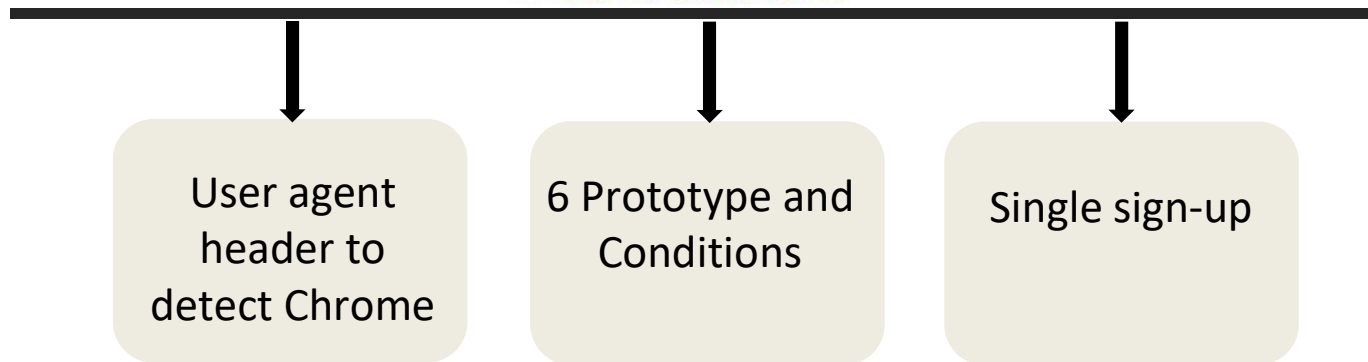 User agent
header to
detect Chrome
6 Prototype and
Conditions
Single sign-up